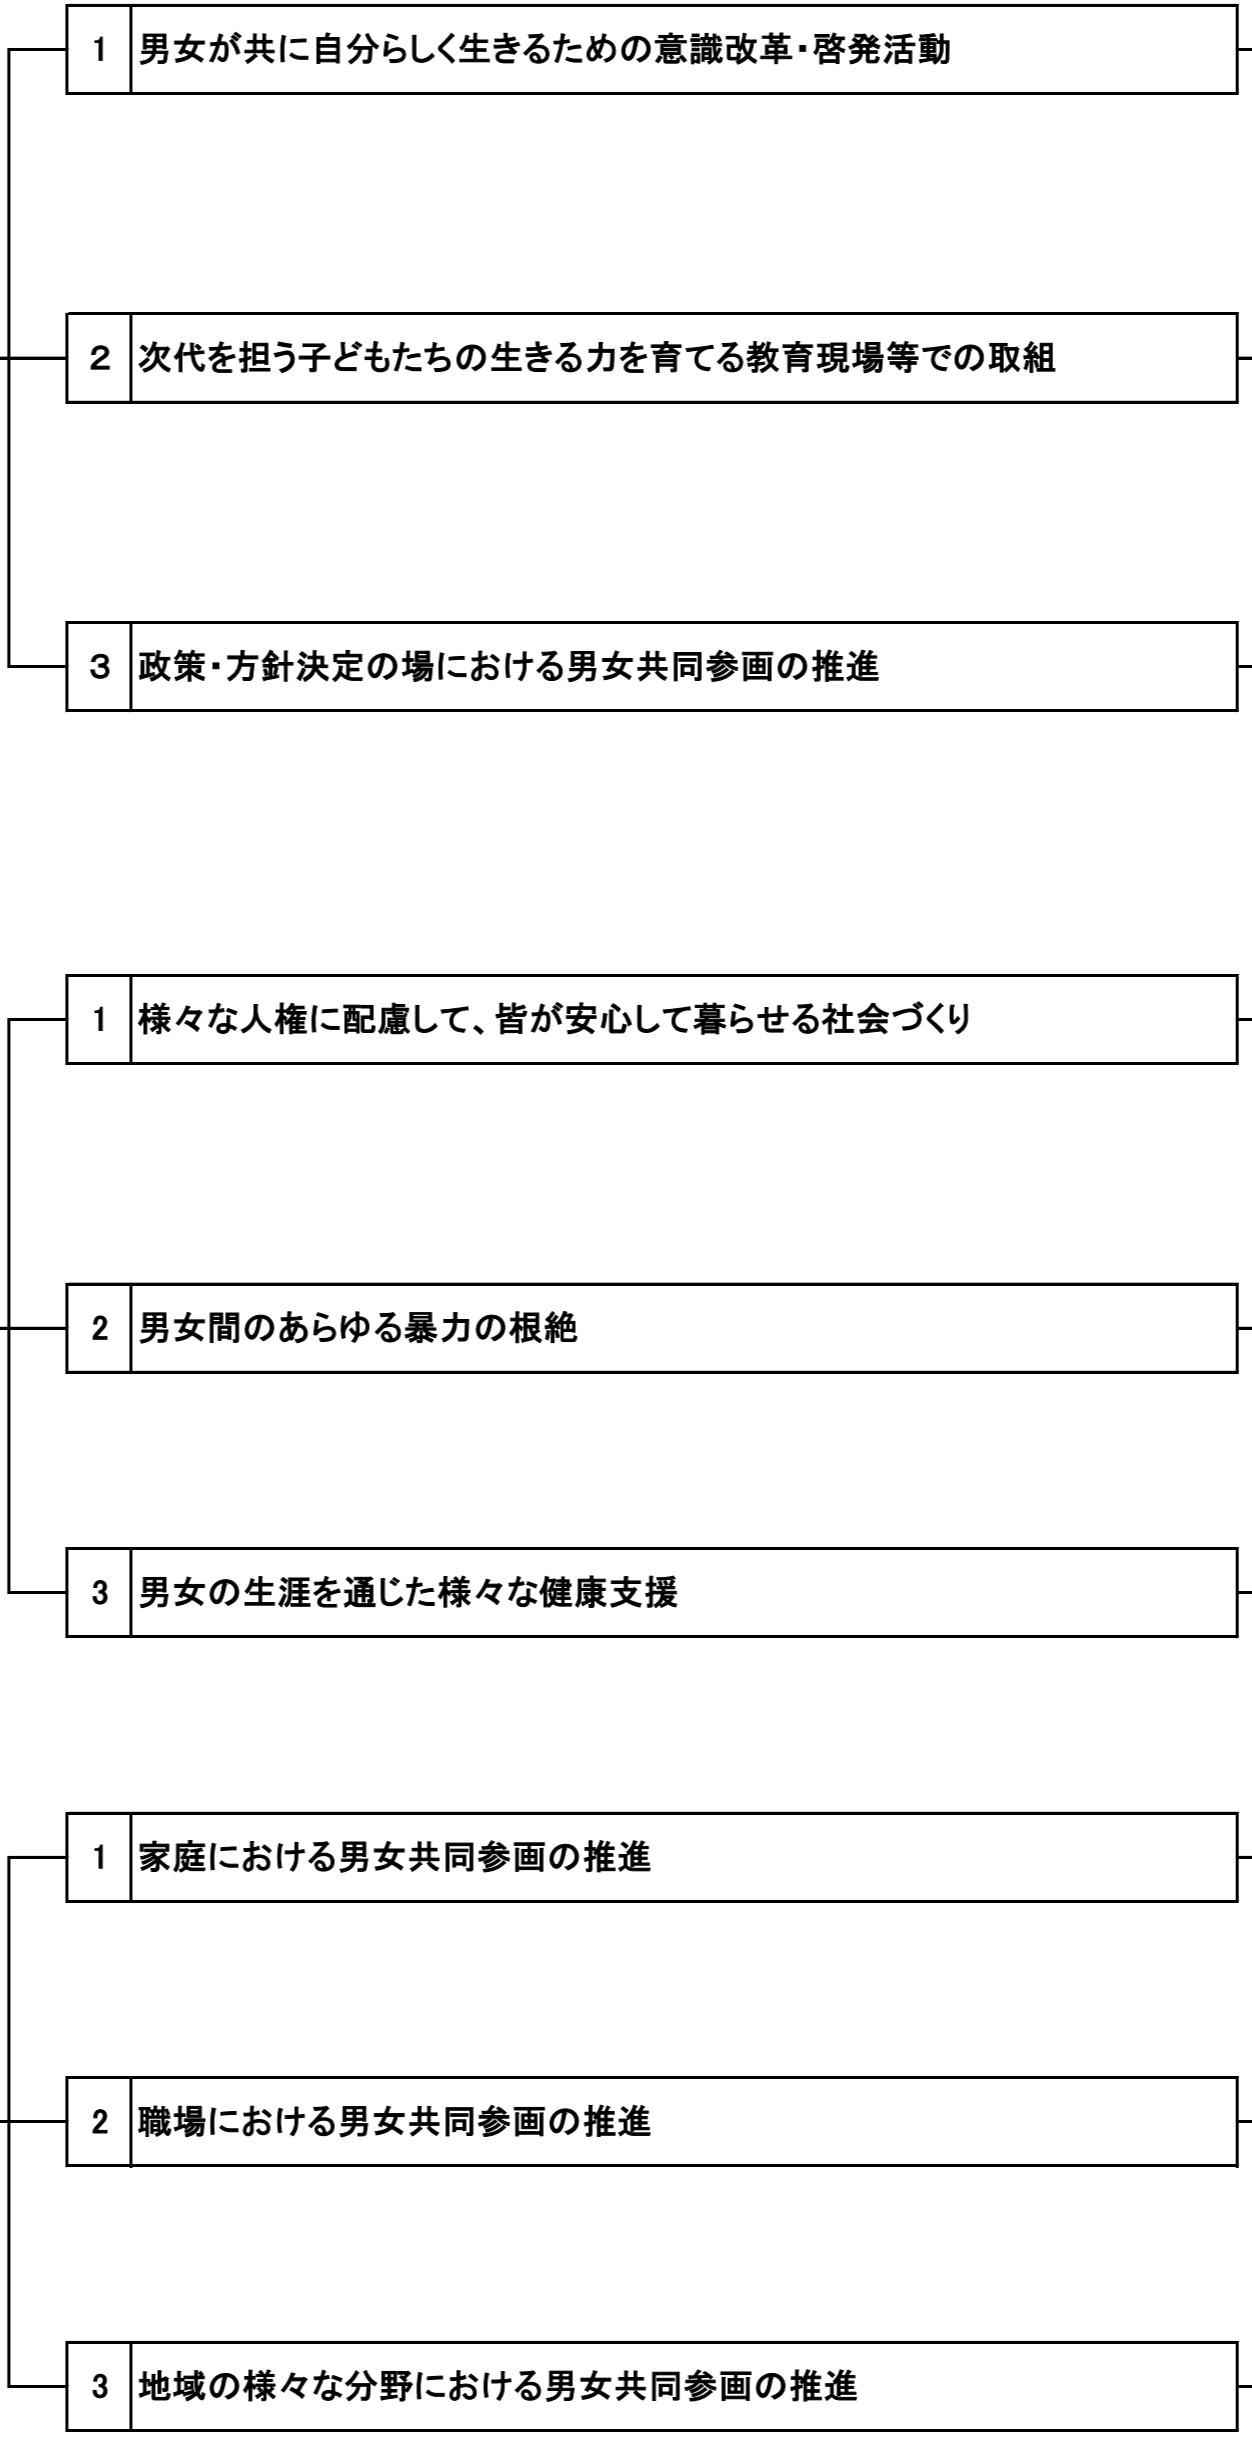 1 男女が共に自分らしく生きるための意識改革・啓発活動
2 次代を担う子どもたちの生きる力を育てる教育現場等での取組
3 政策・方針決定の場における男女共同参画の推進
1 様々な人権に配慮して、皆が安心して暮らせる社会づくり
2 男女間のあらゆる暴力の根絶
3 男女の生涯を通じた様々な健康支援
1 家庭における男女共同参画の推進
2 職場における男女共同参画の推進
3 地域の様々な分野における男女共同参画の推進